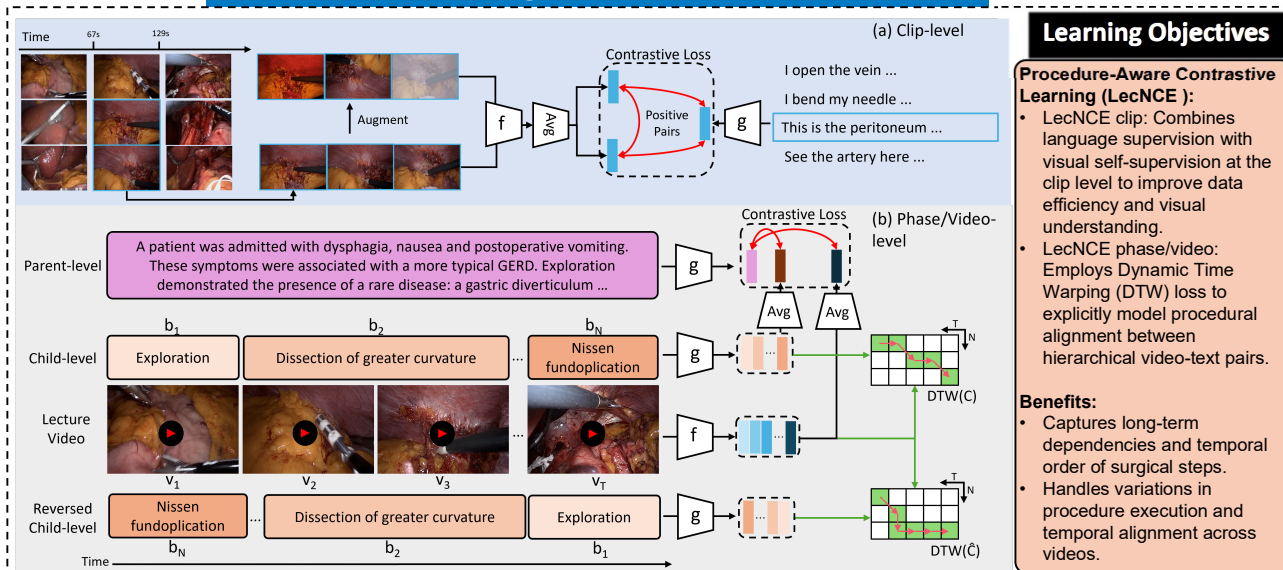 (a) Clip-level
Time
67s
129s
Augment
f
Avg
Contrastive Loss
Positive
Pairs
g
I open the vein ...
I bend my needle ...
This is the peritoneum ...
See the artery here ...
(b) Phase/Video-
level
Contrastive Loss
Parent-level
A patient was admitted with dysphagia, nausea and postoperative vomiting.
These symptoms were associated with a more typical GERD. Exploration
demonstrated the presence of a rare disease: a gastric diverticulum ...
g
Avg
Avg
b1
b2
bN
Child-level
Exploration
Dissection of greater curvature
...
Nissen
fundoplication
g
...
T
N
DTW(C)
Lecture
Video
...
f
...
v1
v2
v3
vT
Reversed
Child-level
Nissen
fundoplication
...
Dissection of greater curvature
Exploration
g
...
T
N
DTW(Ĉ)
bN
b2
b1
Time
Learning Objectives
Procedure-Aware Contrastive
Learning (LecNCE ):
• LecNCE clip: Combines
language supervision with
visual self-supervision at the
clip level to improve data
efficiency and visual
understanding.
• LecNCE phase/video:
Employs Dynamic Time
Warping (DTW) loss to
explicitly model procedural
alignment between
hierarchical video-text pairs.
Benefits:
• Captures long-term
dependencies and temporal
order of surgical steps.
• Handles variations in
procedure execution and
temporal alignment across
videos.